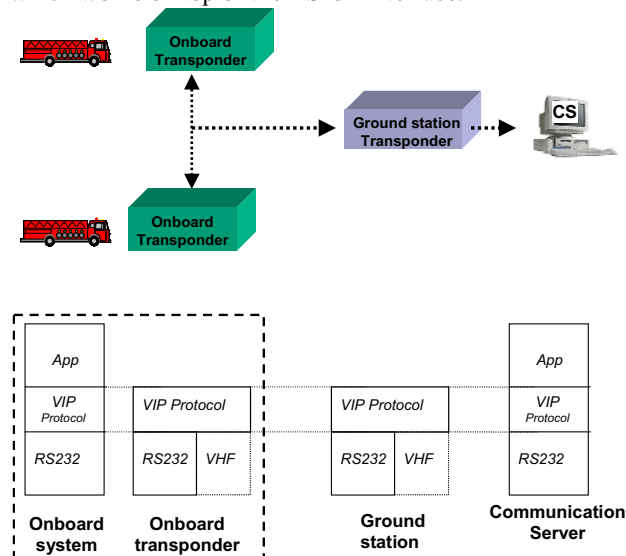 Onboard
Transponder
CS
Ground station
Transponder
Onboard
Transponder
App
App
VIP
Protocol
VIP Protocol
VIP Protocol
VIP
Protocol
RS232
RS232
VHF
RS232
VHF
RS232
Onboard
system
Onboard
transponder
Ground
station
Communication
Server